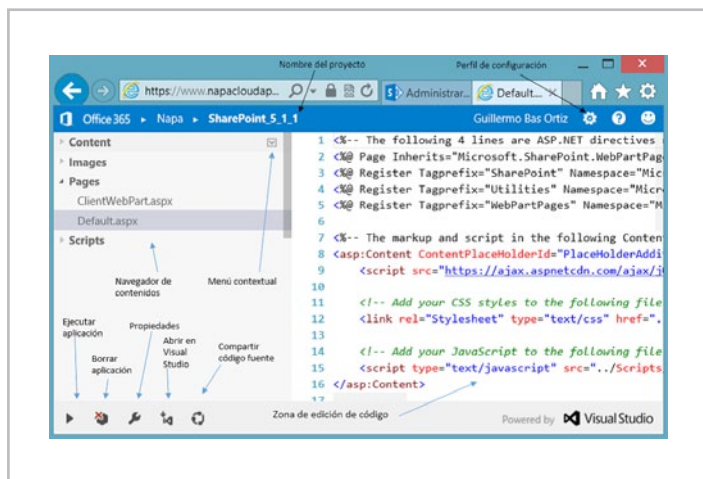 Nombre del proyecto
Perfil de configuración
https://www.napacloudap...
Administrar...
Default...
Office 365 ▸ Napa ▸ SharePoint_5_1_1
Guillermo Bas Ortiz
Content
Images
Pages
ClientWebPart.aspx
Default.aspx
Scripts
Navegador de contenidos
Menú contextual
Ejecutar aplicación
Borrar aplicación
Propiedades
Abrir en Visual Studio
Compartir código fuente
1 <%-- The following 4 lines are ASP.NET directives
2 <%@ Page Inherits="Microsoft.SharePoint.WebPartPag
3 <%@ Register Tagprefix="SharePoint" Namespace="Mic
4 <%@ Register Tagprefix="Utilities" Namespace="Micr
5 <%@ Register Tagprefix="WebPartPages" Namespace="M
6
7 <%-- The markup and script in the following Conten
8 <asp:Content ContentPlaceHolderId="PlaceHolderAddi
9 <script src="https://ajax.aspnetcdn.com/ajax/j
10
11 <!-- Add your CSS styles to the following file
12 <link rel="Stylesheet" type="text/css" href=".
13
14 <!-- Add your JavaScript to the following file
15 <script type="text/javascript" src="../Scripts
16 </asp:Content>
17
Zona de edición de código
Powered by Visual Studio